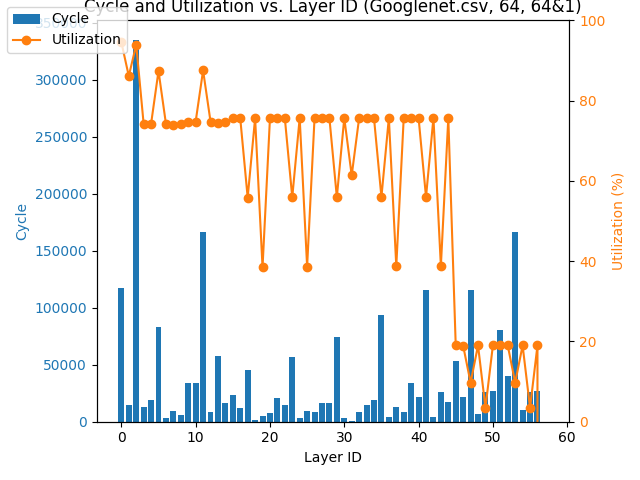 Cycle and Utilization vs. Layer ID (Googlenet.csv, 64, 64&1)
Cycle
Utilization
350000
300000
250000
200000
150000
100000
50000
0
Cycle
100
80
60
40
20
0
Utilization (%)
0 10 20 30 40 50 60
Layer ID